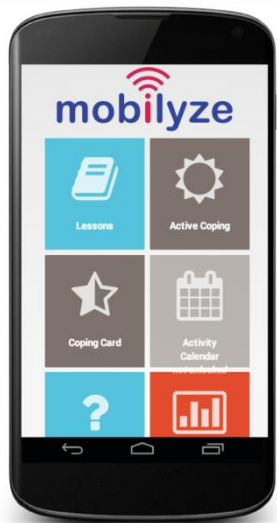 mobilyze
Lessons
Active Coping
Coping Card
Activity
Calendar
?